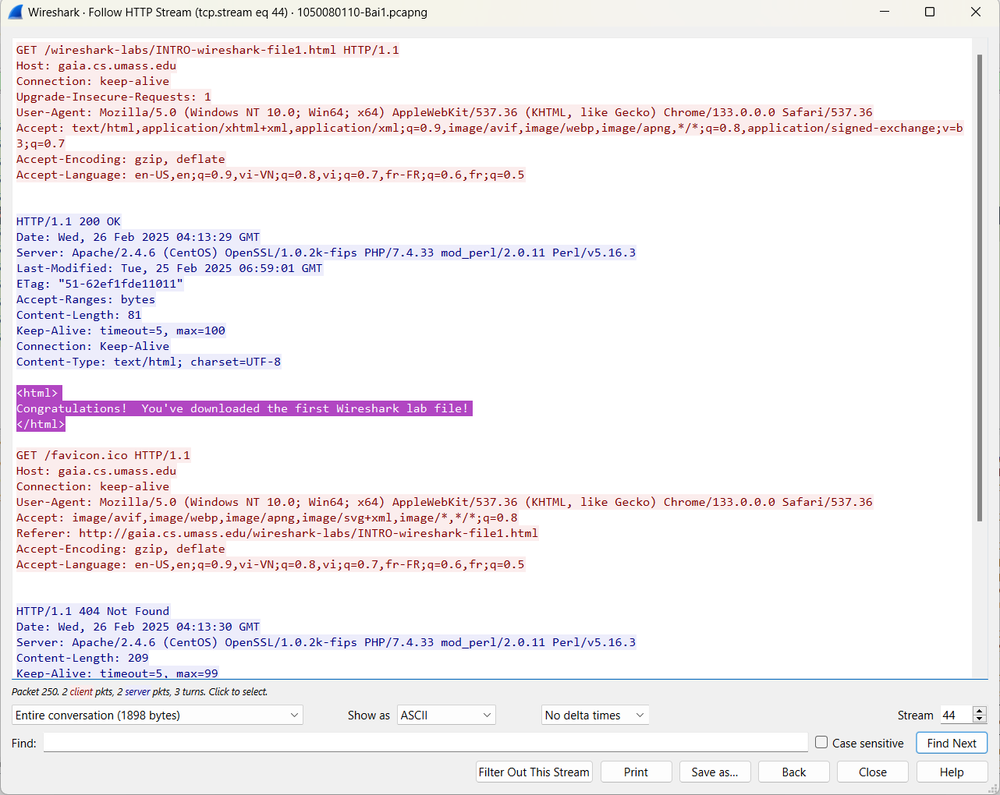 Wireshark · Follow HTTP Stream (tcp.stream eq 44) · 1050080110-Bai1.pcapng
GET /wireshark-labs/INTRO-wireshark-file1.html HTTP/1.1
Host: gaia.cs.umass.edu
Connection: keep-alive
Upgrade-Insecure-Requests: 1
User-Agent: Mozilla/5.0 (Windows NT 10.0; Win64; x64) AppleWebKit/537.36 (KHTML, like Gecko) Chrome/133.0.0.0 Safari/537.36
Accept: text/html,application/xhtml+xml,application/xml;q=0.9,image/avif,image/webp,image/apng,*/*;q=0.8,application/signed-exchange;v=b
3;q=0.7
Accept-Encoding: gzip, deflate
Accept-Language: en-US,en;q=0.9,vi-VN;q=0.8,vi;q=0.7,fr-FR;q=0.6,fr;q=0.5
HTTP/1.1 200 OK
Date: Wed, 26 Feb 2025 04:13:29 GMT
Server: Apache/2.4.6 (CentOS) OpenSSL/1.0.2k-fips PHP/7.4.33 mod_perl/2.0.11 Perl/v5.16.3
Last-Modified: Tue, 25 Feb 2025 06:59:01 GMT
ETag: "51-62ef1fde11011"
Accept-Ranges: bytes
Content-Length: 81
Keep-Alive: timeout=5, max=100
Connection: Keep-Alive
Content-Type: text/html; charset=UTF-8
<html>
Congratulations!  You've downloaded the first Wireshark lab file!
</html>
GET /favicon.ico HTTP/1.1
Host: gaia.cs.umass.edu
Connection: keep-alive
User-Agent: Mozilla/5.0 (Windows NT 10.0; Win64; x64) AppleWebKit/537.36 (KHTML, like Gecko) Chrome/133.0.0.0 Safari/537.36
Accept: image/avif,image/webp,image/apng,image/svg+xml,image/*,*/*;q=0.8
Referer: http://gaia.cs.umass.edu/wireshark-labs/INTRO-wireshark-file1.html
Accept-Encoding: gzip, deflate
Accept-Language: en-US,en;q=0.9,vi-VN;q=0.8,vi;q=0.7,fr-FR;q=0.6,fr;q=0.5
HTTP/1.1 404 Not Found
Date: Wed, 26 Feb 2025 04:13:30 GMT
Server: Apache/2.4.6 (CentOS) OpenSSL/1.0.2k-fips PHP/7.4.33 mod_perl/2.0.11 Perl/v5.16.3
Content-Length: 209
Keep-Alive: timeout=5, max=99
Packet 250. 2 client pkts, 2 server pkts, 3 turns. Click to select.
Entire conversation (1898 bytes) Show as ASCII No delta times Stream 44
Find: Case sensitive Find Next
Filter Out This Stream Print Save as... Back Close Help